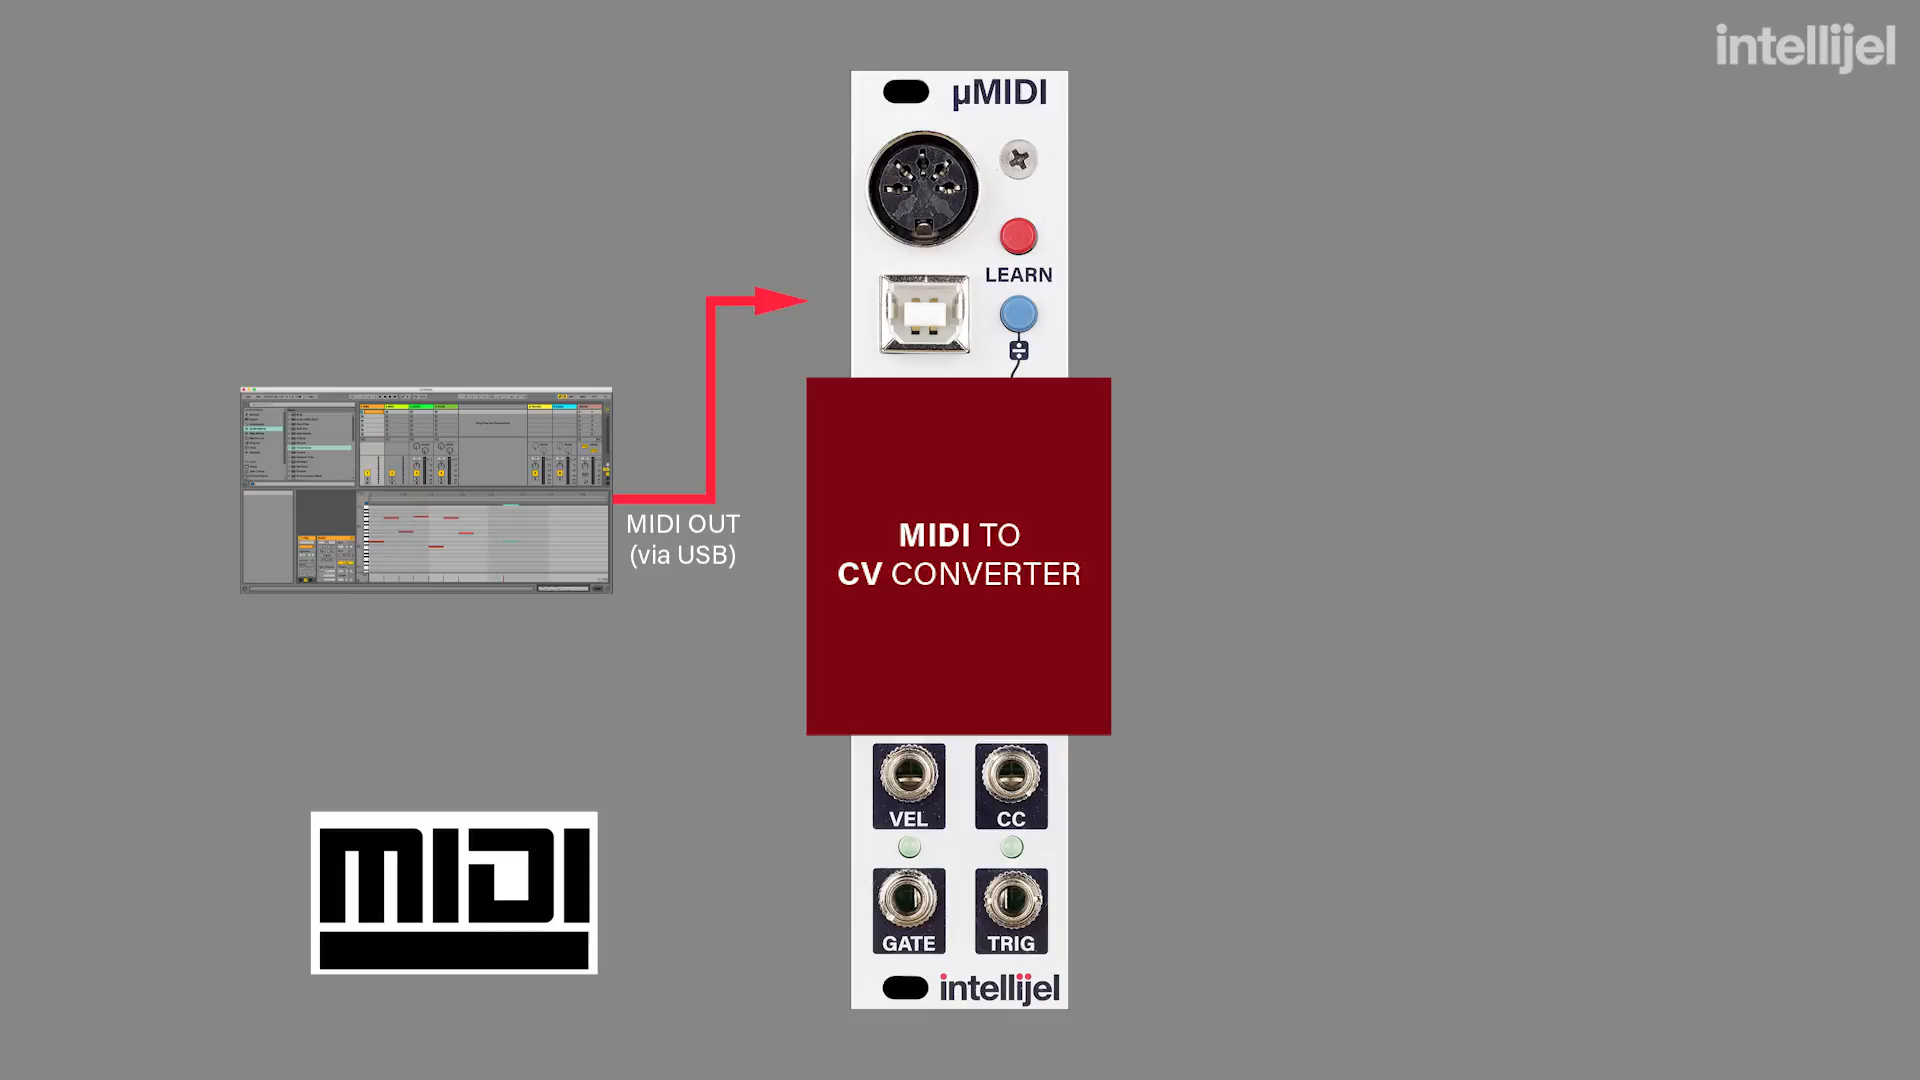 intellijel
µMIDI
LEARN
MIDI OUT
(via USB)
MIDI TO
CV CONVERTER
VEL CC
GATE TRIG
MIDI
intellijel